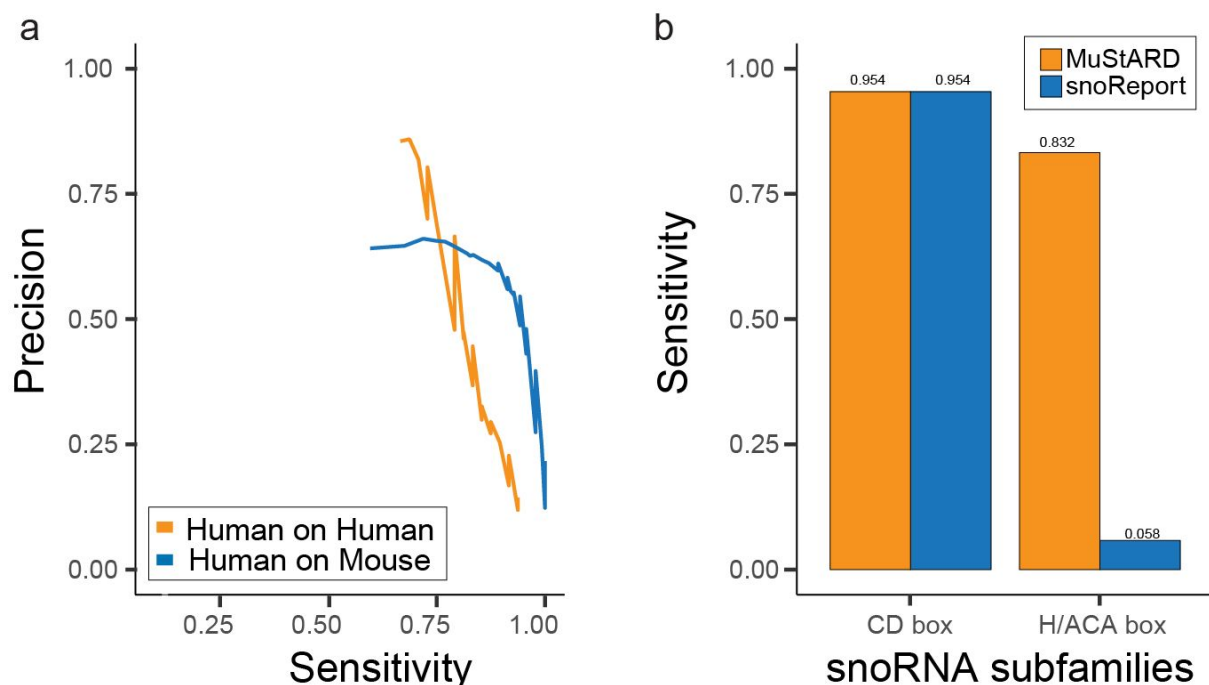 a
1.00
0.75
0.50
0.25
0.00
Precision
Human on Human
Human on Mouse
0.25 0.50 0.75 1.00
Sensitivity
b
MuStARD
snoReport
1.00
0.75
0.50
0.25
0.00
Sensitivity
0.954 0.954
0.832
0.058
CD box H/ACA box
snoRNA subfamilies